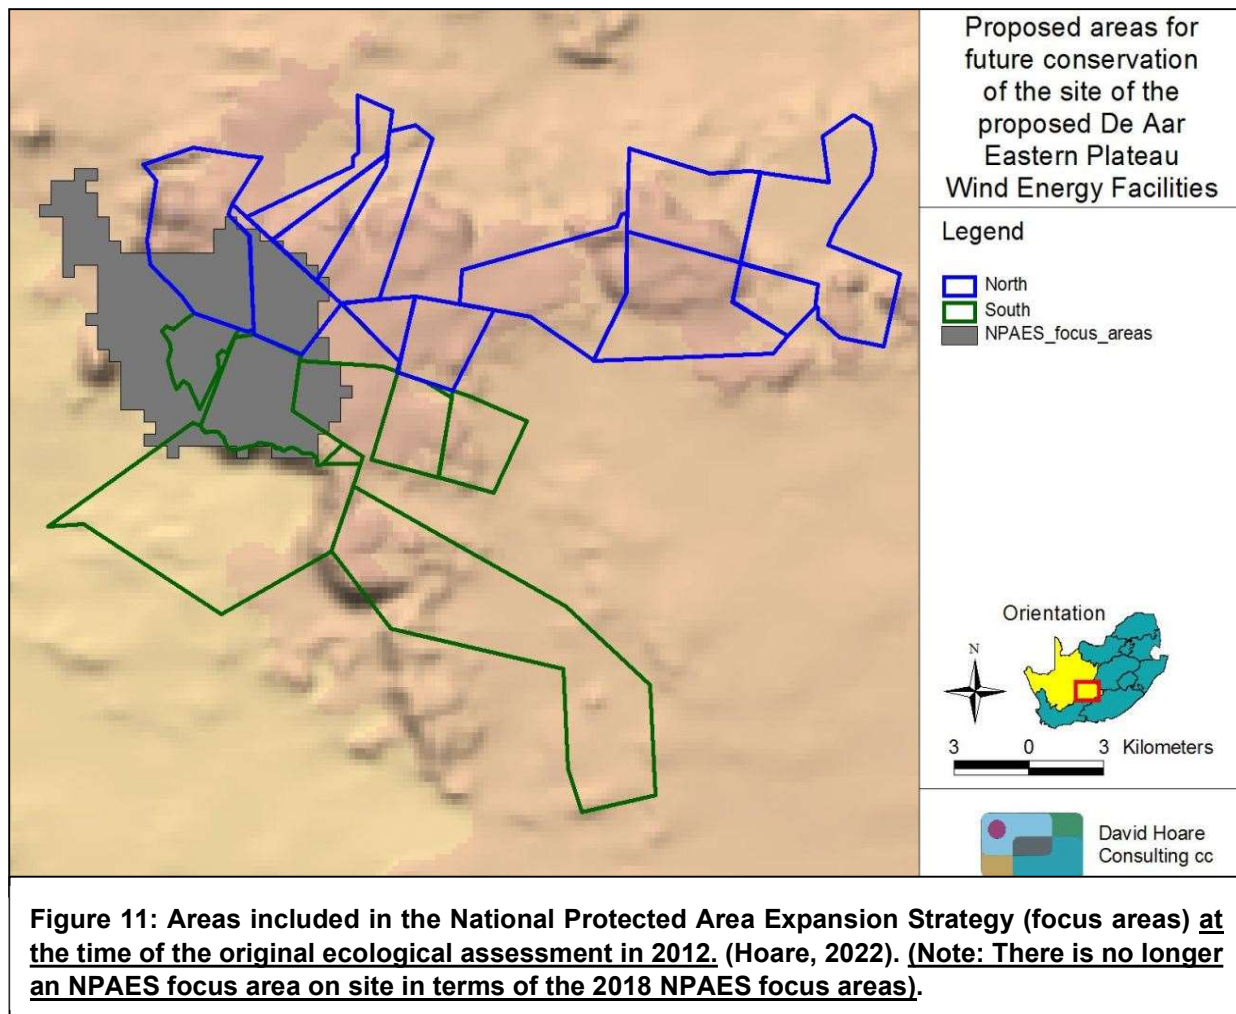 Proposed areas for
future conservation
of the site of the
proposed De Aar
Eastern Plateau
Wind Energy Facilities
Legend
North
South
NPAES_focus_areas
Orientation
N
3 0 3 Kilometers
David Hoare
Consulting cc
Figure 11: Areas included in the National Protected Area Expansion Strategy (focus areas) at
the time of the original ecological assessment in 2012. (Hoare, 2022). (Note: There is no longer
an NPAES focus area on site in terms of the 2018 NPAES focus areas).